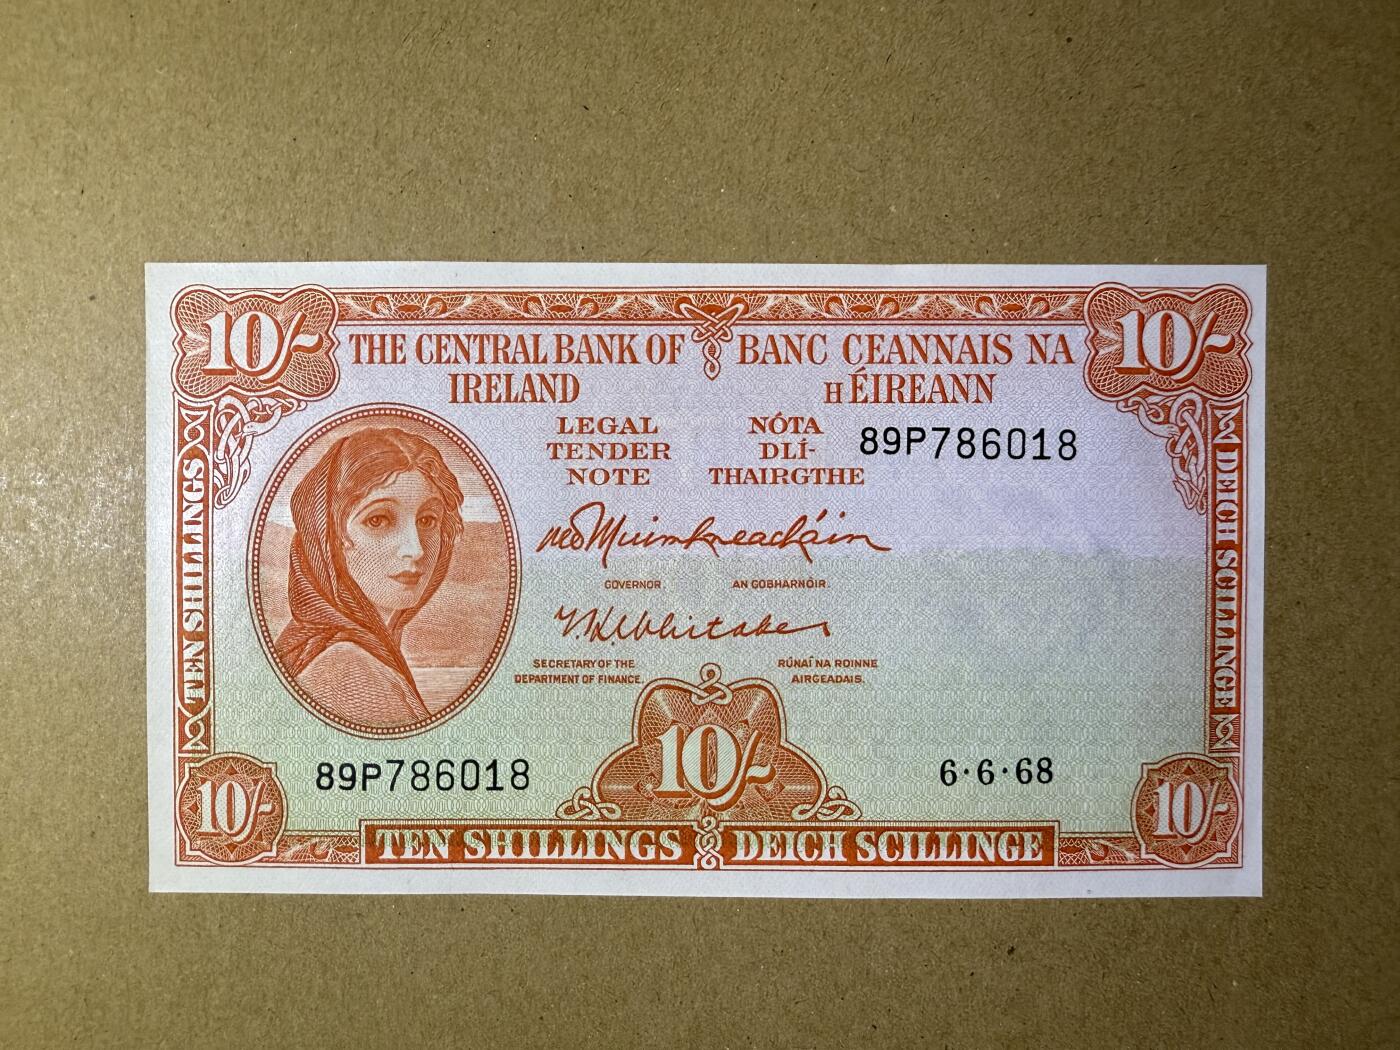 10/-
10/-
THE CENTRAL BANK OF
IRELAND
BANC CEANNAIS NA
H ÉIREANN
LEGAL
TENDER
NOTE
NÓTA
DLÍ-
THAIRGTHE
89P786018
TEN SHILLINGS
DEICH SCILLINGE
GOVERNOR.
AN GOBHARNÓIR.
T.K. Whitaker
SECRETARY OF THE
DEPARTMENT OF FINANCE.
RÚNAÍ NA ROINNE
AIRGEADAIS.
89P786018
10/-
6·6·68
10/-
10/-
TEN SHILLINGS
DEICH SCILLINGE